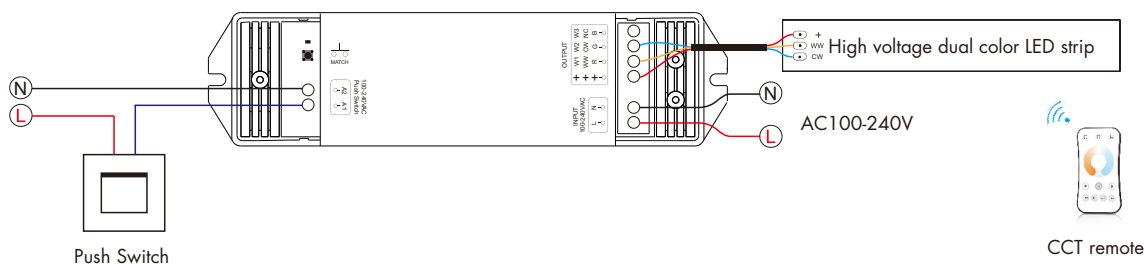 N
L
Push Switch
MATCH
A2
A1
100-240VAC
Push Switch
OUTPUT
W3 NC B
W2 CW G
W1 WW R
+ + +
INPUT
100-240VAC
N
L
+
WW
CW
High voltage dual color LED strip
N
L
AC100-240V
CCT remote